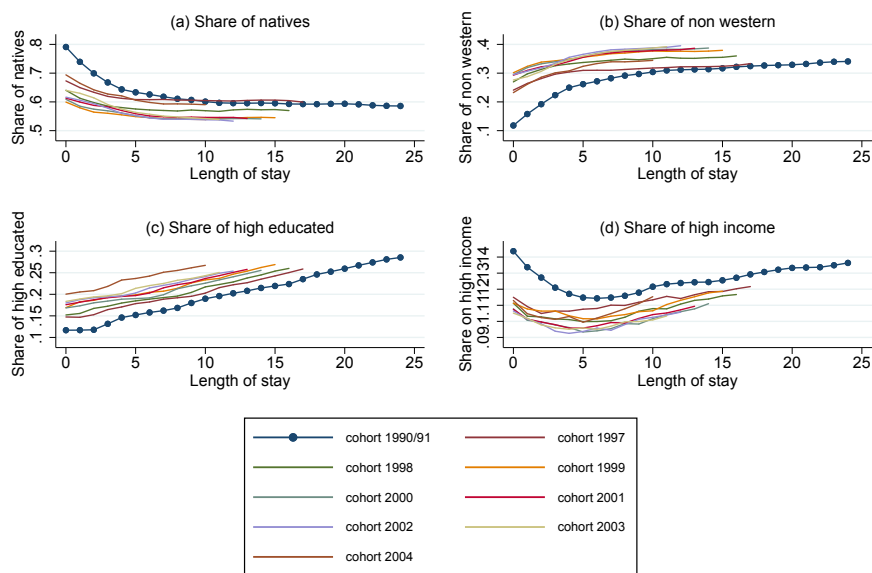 (a) Share of natives
Share of natives
.8
.7
.6
.5
0 5 10 15 20 25
Length of stay
(b) Share of non western
Share of non western
.4
.3
.2
.1
0 5 10 15 20 25
Length of stay
(c) Share of high educated
Share of high educated
.3
.25
.2
.15
.1
0 5 10 15 20 25
Length of stay
(d) Share of high income
Share on high income
.09.1.11121314
0 5 10 15 20 25
Length of stay
cohort 1990/91 cohort 1997
cohort 1998 cohort 1999
cohort 2000 cohort 2001
cohort 2002 cohort 2003
cohort 2004